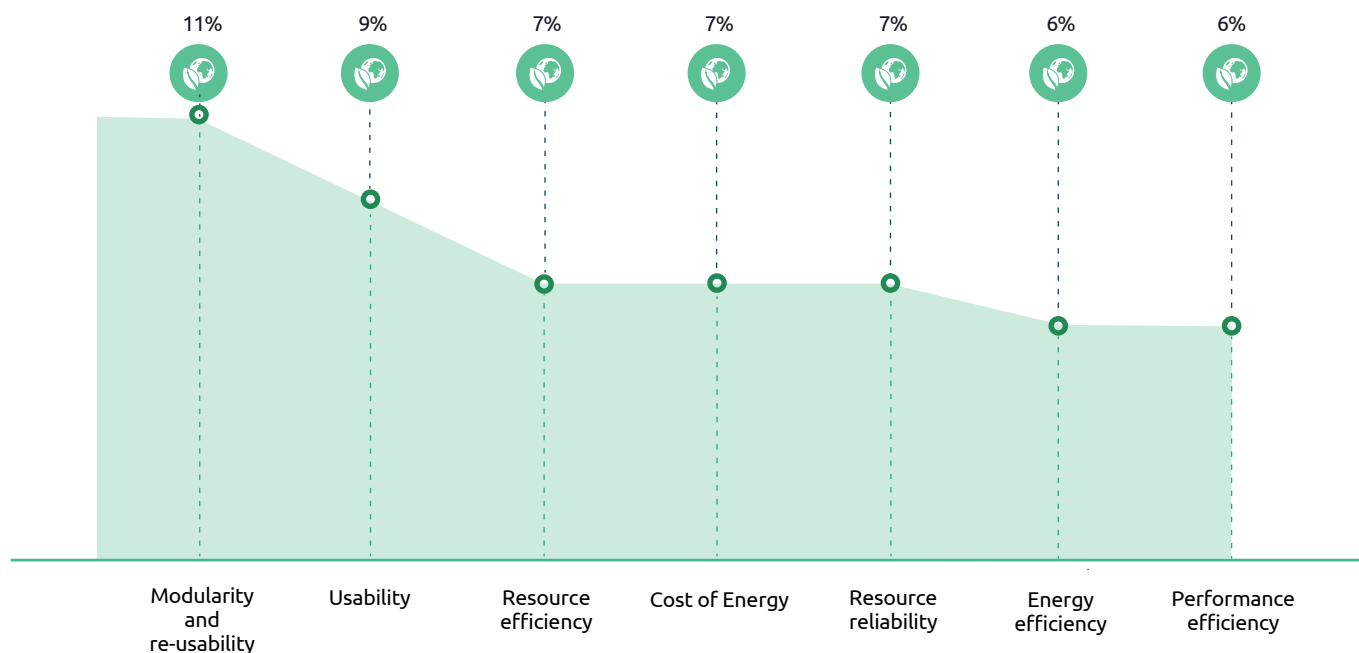 11%
9%
7%
7%
7%
6%
6%
Modularity
and
re-usability
Usability
Resource
efficiency
Cost of Energy
Resource
reliability
Energy
efficiency
Performance
efficiency